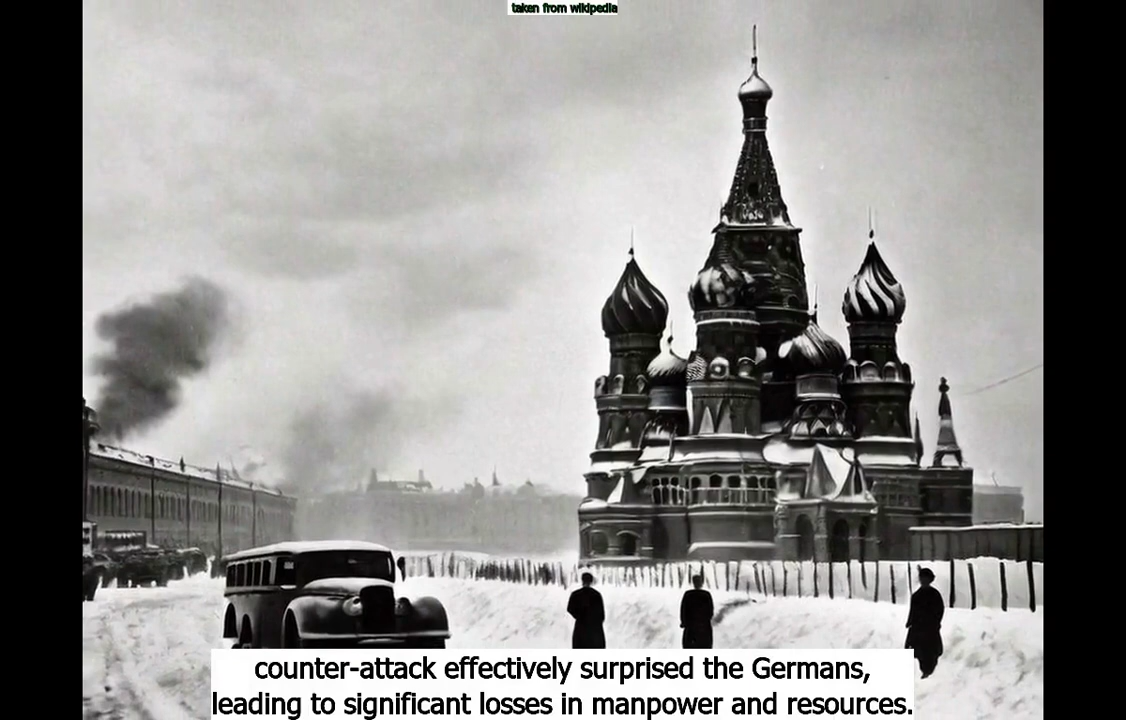 taken from wikipedia
counter-attack effectively surprised the Germans,
leading to significant losses in manpower and resources.